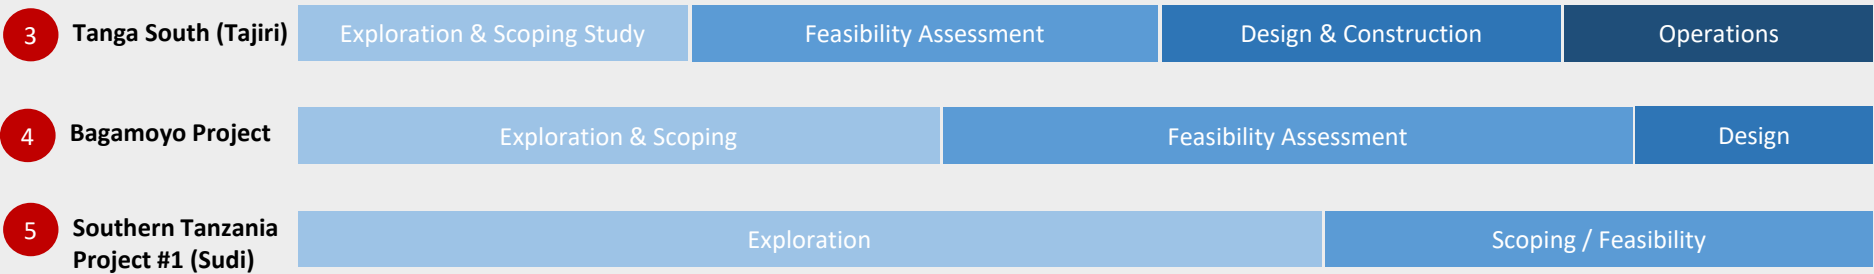 3 Tanga South (Tajiri) Exploration & Scoping Study Feasibility Assessment Design & Construction Operations
4 Bagamoyo Project Exploration & Scoping Feasibility Assessment Design
5 Southern Tanzania
Project #1 (Sudi)
Exploration Scoping / Feasibility